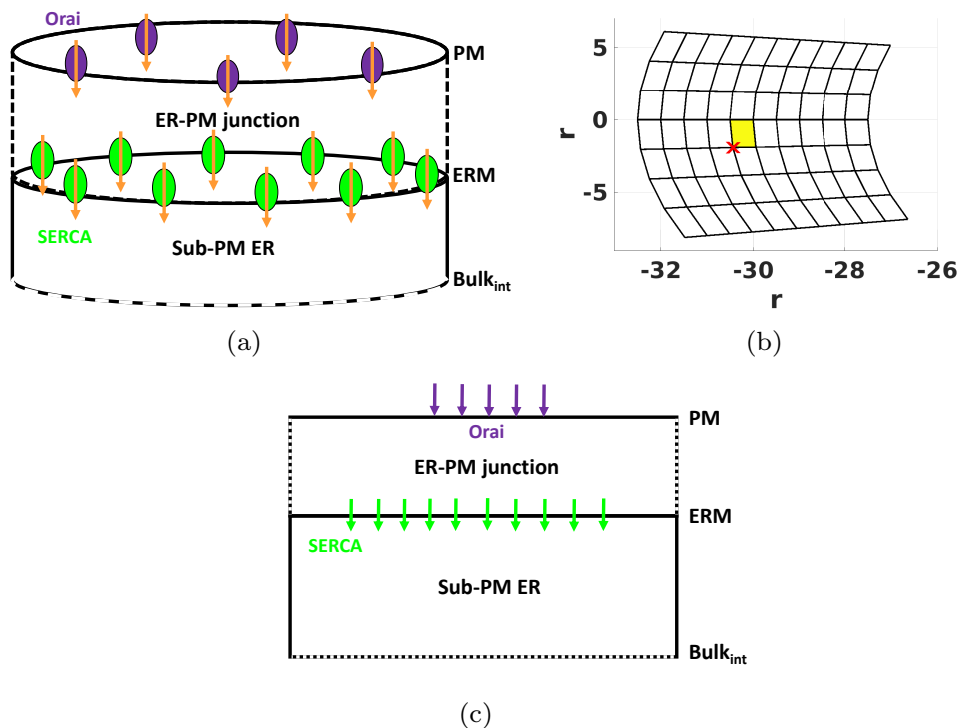 Orai
PM
ER-PM junction
ERM
SERCA
Sub-PM ER
Bulkint
(a)
5
0
-5
r
-32
-30
-28
-26
r
(b)
PM
Orai
ER-PM junction
ERM
SERCA
Sub-PM ER
Bulkint
(c)